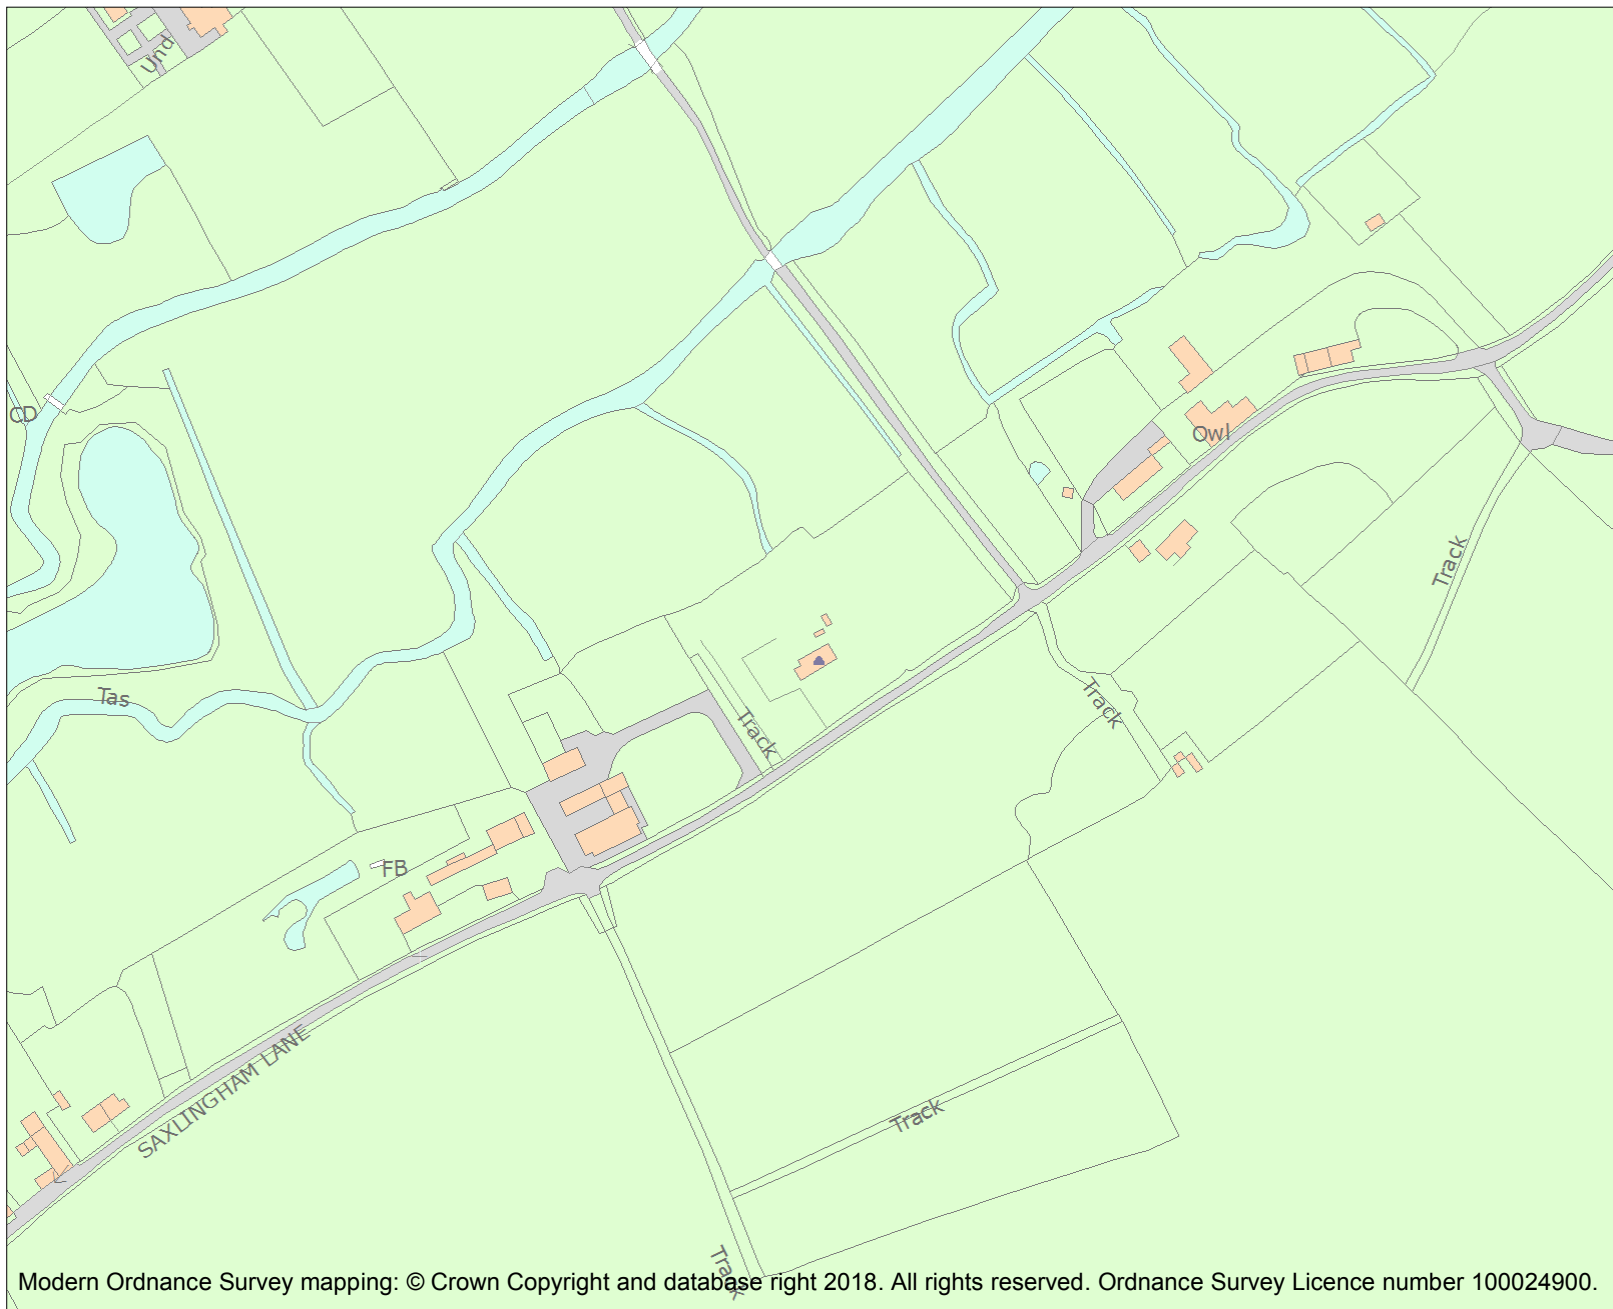 Und
CD
Owl
Track
Tas
Track
Track
FB
SAXLINGHAM LANE
Track
Track
Modern Ordnance Survey mapping: © Crown Copyright and database right 2018. All rights reserved. Ordnance Survey Licence number 100024900.